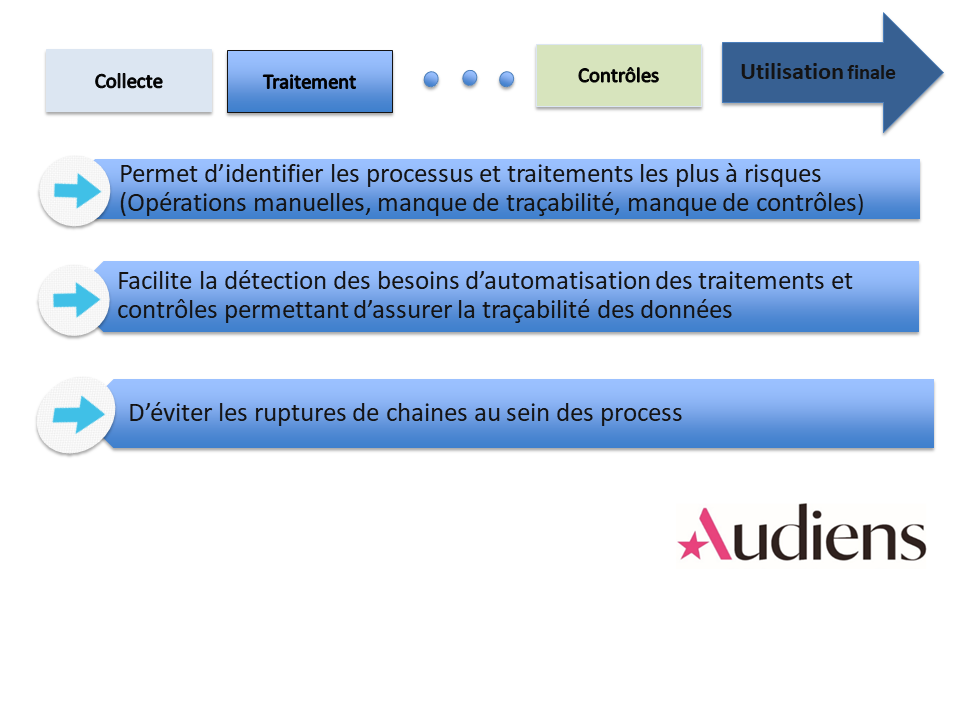 Collecte
Traitement
Contrôles
Utilisation finale
Permet d’identifier les processus et traitements les plus à risques
(Opérations manuelles, manque de traçabilité, manque de contrôles)
Facilite la détection des besoins d’automatisation des traitements et
contrôles permettant d’assurer la traçabilité des données
D’éviter les ruptures de chaines au sein des process
Audiens